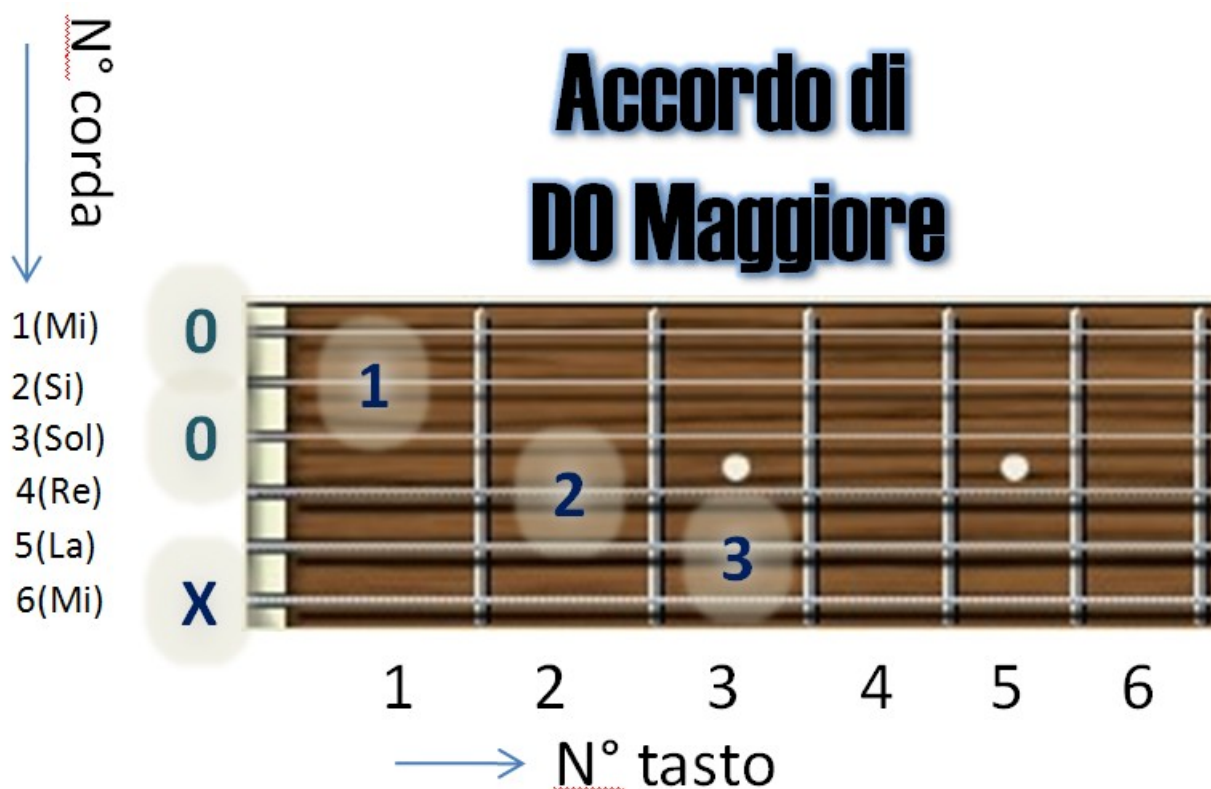 N° corda
Accordo di
DO Maggiore
1(Mi)
0
2(Si)
1
3(Sol)
0
4(Re)
2
5(La)
3
6(Mi)
X
1 2 3 4 5 6
N° tasto